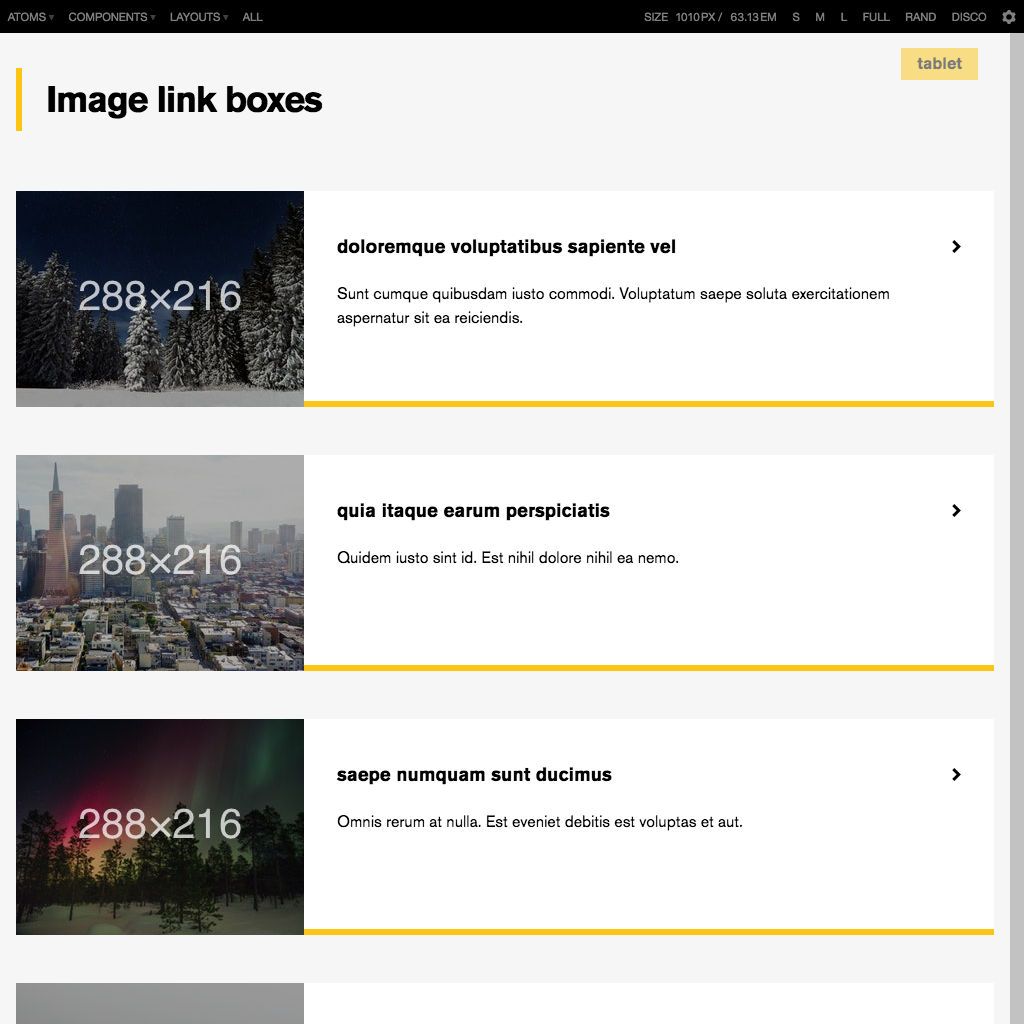 ATOMS▾ COMPONENTS▾ LAYOUTS▾ ALL SIZE 1010PX / 63.13EM S M L FULL RAND DISCO
tablet
Image link boxes
288×216
doloremque voluptatibus sapiente vel
Sunt cumque quibusdam iusto commodi. Voluptatum saepe soluta exercitationem
aspernatur sit ea reiciendis.
288×216
quia itaque earum perspiciatis
Quidem iusto sint id. Est nihil dolore nihil ea nemo.
288×216
saepe numquam sunt ducimus
Omnis rerum at nulla. Est eveniet debitis est voluptas et aut.